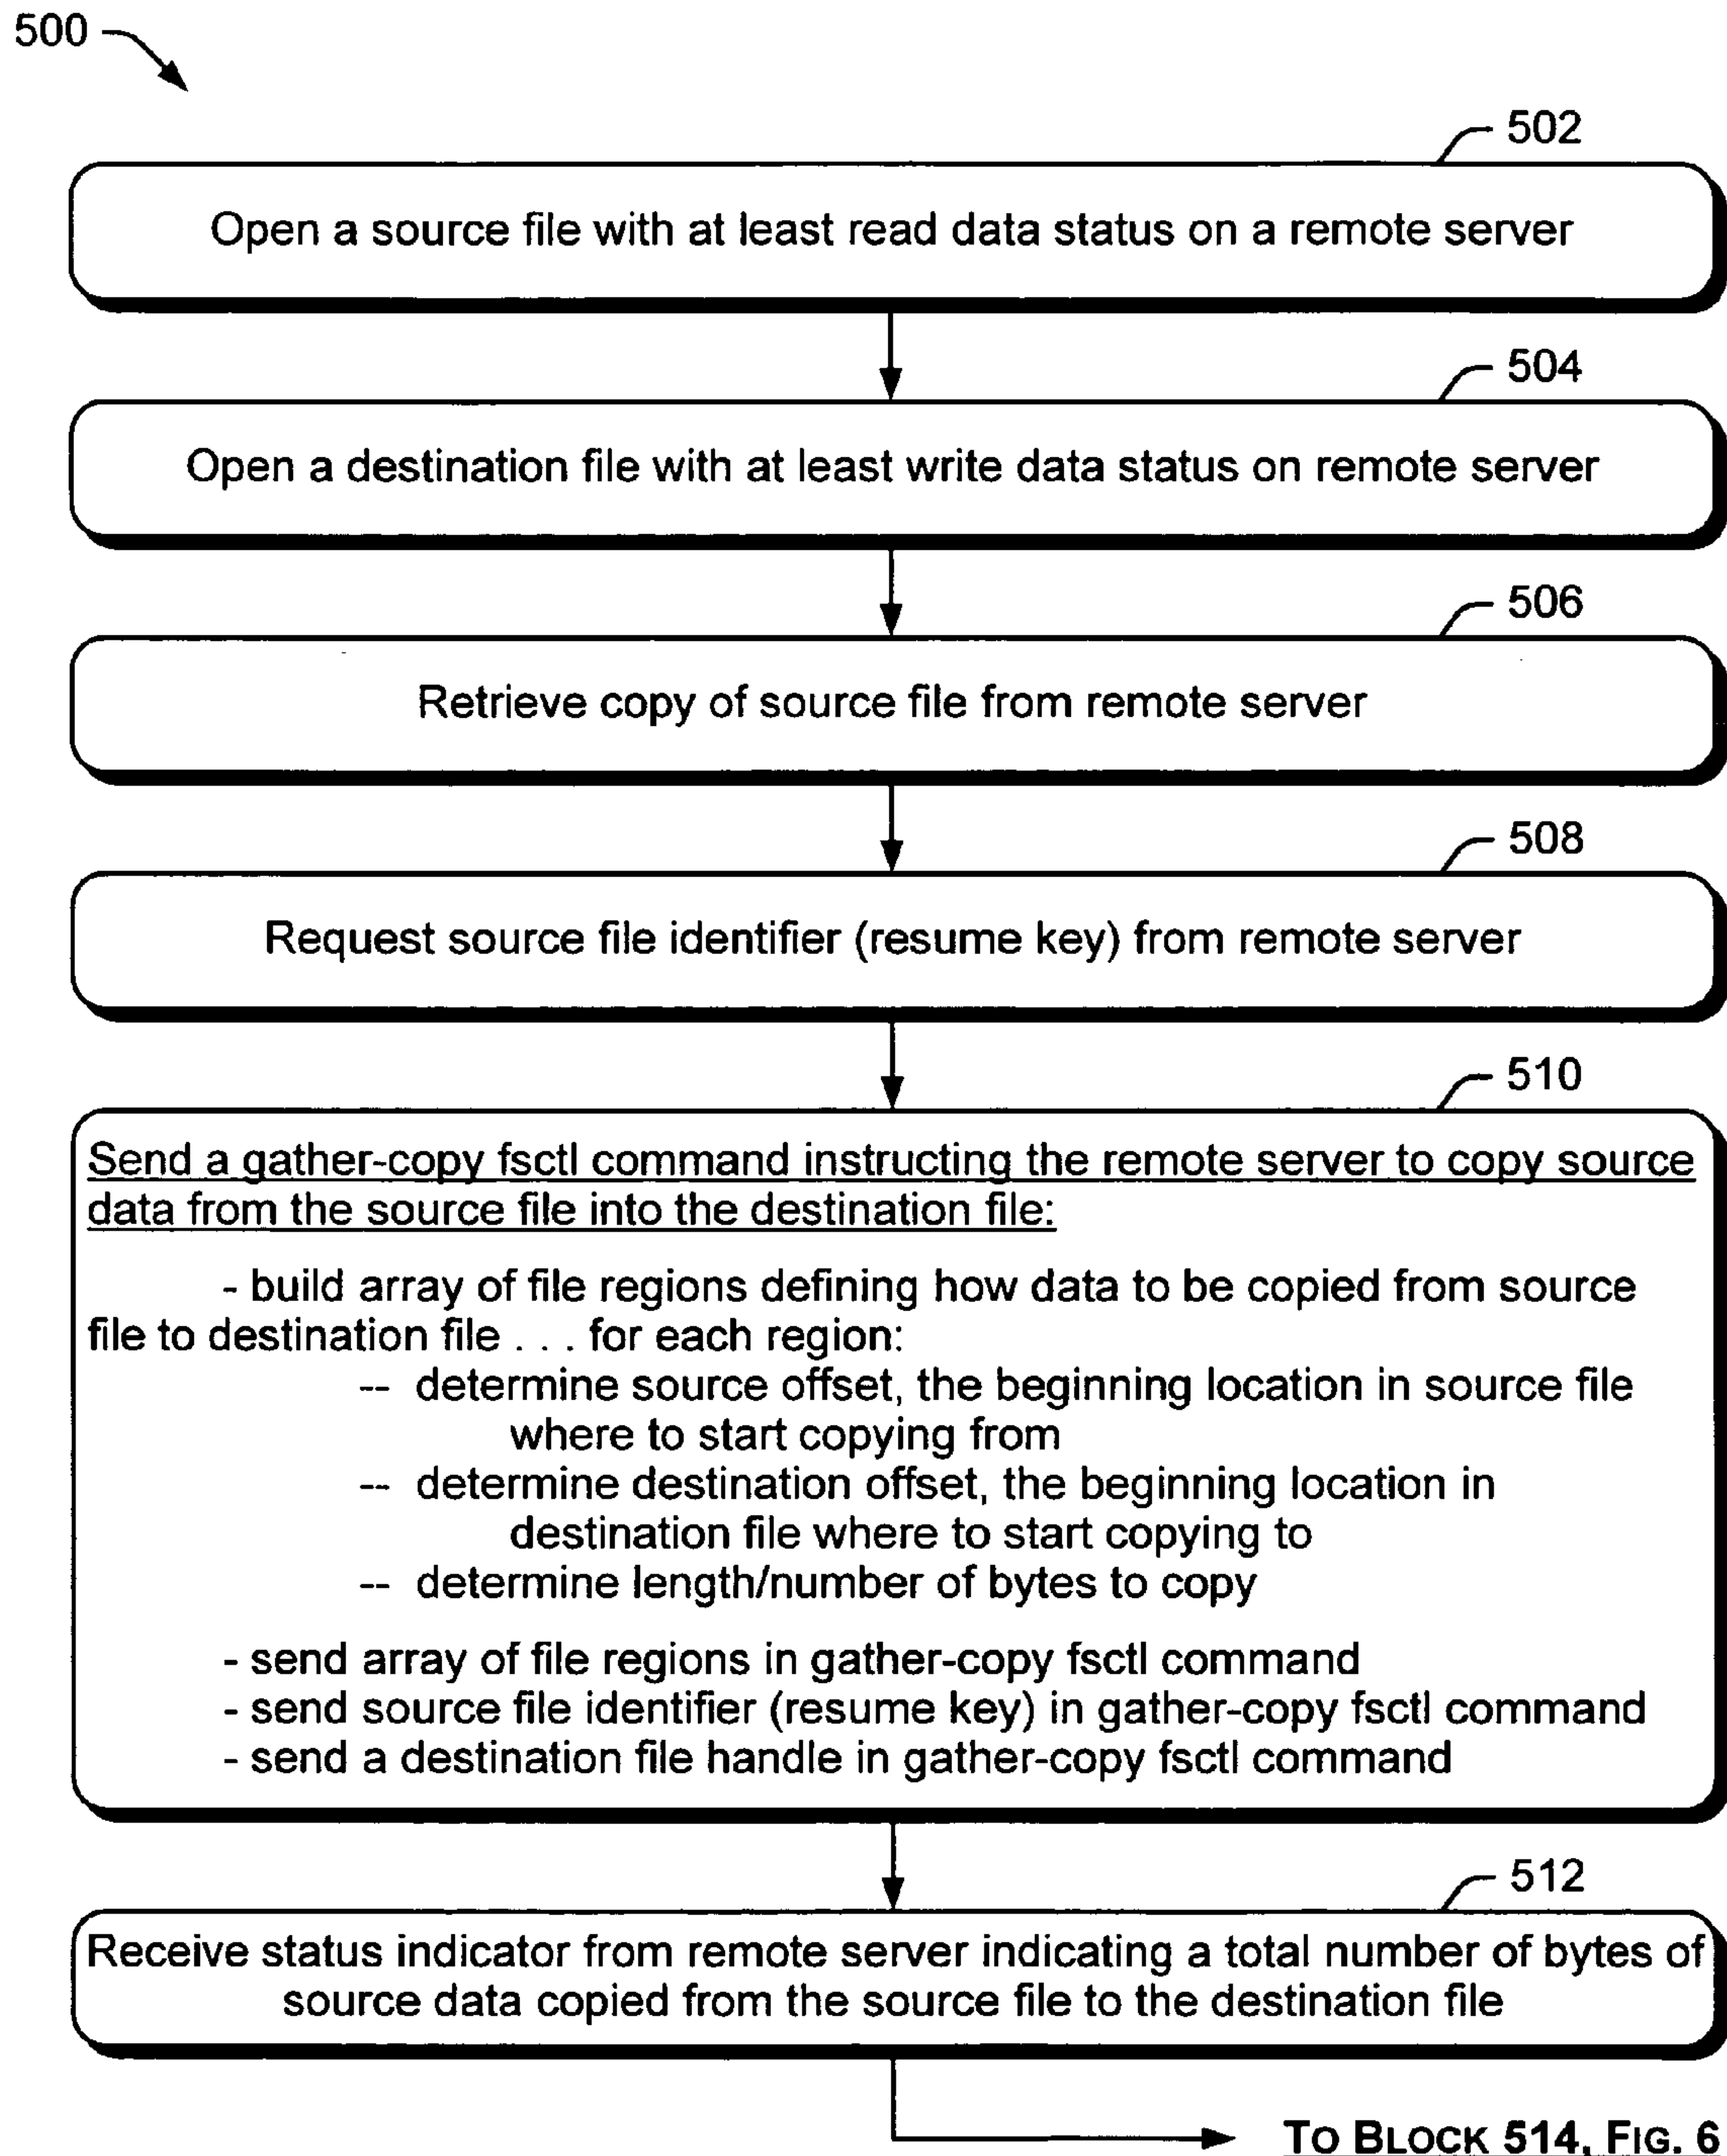 500
502
Open a source file with at least read data status on a remote server
504
Open a destination file with at least write data status on remote server
506
Retrieve copy of source file from remote server
508
Request source file identifier (resume key) from remote server
510
Send a gather-copy fsctl command instructing the remote server to copy source
data from the source file into the destination file:
- build array of file regions defining how data to be copied from source
file to destination file . . . for each region:
-- determine source offset, the beginning location in source file
where to start copying from
-- determine destination offset, the beginning location in
destination file where to start copying to
-- determine length/number of bytes to copy
- send array of file regions in gather-copy fsctl command
- send source file identifier (resume key) in gather-copy fsctl command
- send a destination file handle in gather-copy fsctl command
512
Receive status indicator from remote server indicating a total number of bytes of
source data copied from the source file to the destination file
TO BLOCK 514, FIG. 6